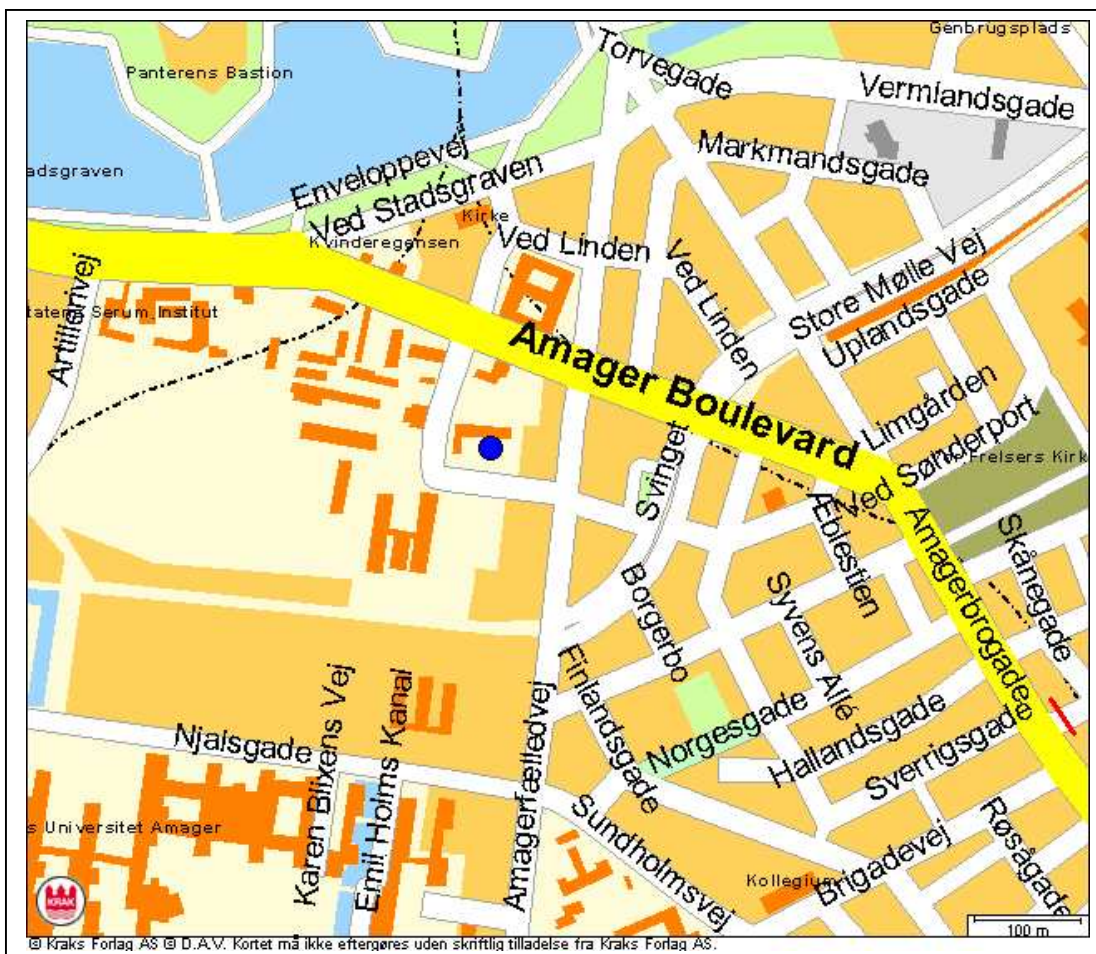 Genbrugsplads
Torvegade
Panterens Bastion
Vermlandsgade
Markmandsgade
adsgraven
Enveloppevej
Ved Stadsgraven
Kirke
Kvinderegensen
Ved Linden
Ved Linden
Store Mølle Vej
Uplandsgade
Artillerivej
tatens Serum Institut
Amager Boulevard
Limgården
Ved Sønderport
Frelsers Kirk
Svinget
Æblestien
Amagerbrogade
Skånegade
Borgerbo
Syvens Allé
Finlandsgade
Norgesgade
Hallandsgade
Sverrigsgade
Njalsgade
Karen Blixens Vej
Emil Holms Kanal
Amagerfælledvej
Sundholmsvej
s Universitet Amager
Kollegium
Brigadevej
Røsågade
KRAK
100 m
© Kraks Forlag AS © D.A.V. Kortet må ikke eftergøres uden skriftlig tilladelse fra Kraks Forlag AS.